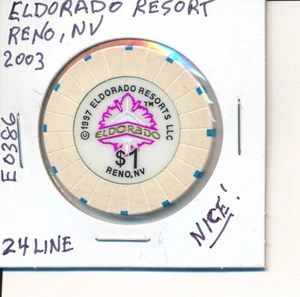 ELDORADO RESORT
RENO, NV
2003
E0386
©1997 ELDORADO RESORTS LLC
TM
ELDORADO
$1
RENO, NV
24 LINE
NICE!